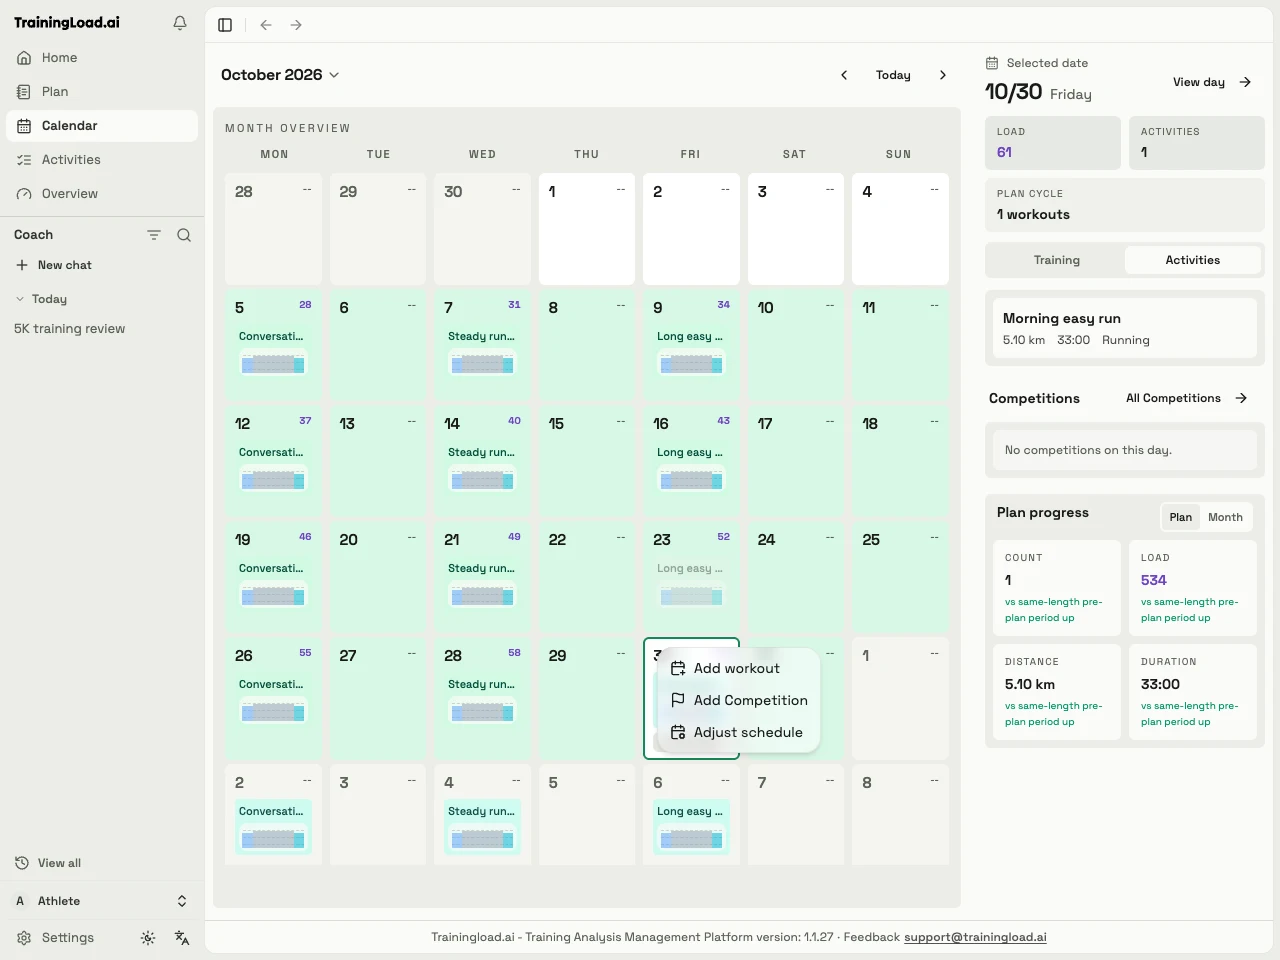 TrainingLoad.ai
Home
Plan
Calendar
Activities
Overview
Coach
New chat
Today
5K training review
View all
A Athlete
Settings
October 2026
Today
MONTH OVERVIEW
MON TUE WED THU FRI SAT SUN
28 -- 29 -- 30 -- 1 -- 2 -- 3 -- 4 --
5 28 6 -- 7 31 8 -- 9 34 10 -- 11 --
Conversati... Steady run... Long easy ...
12 37 13 -- 14 40 15 -- 16 43 17 -- 18 --
Conversati... Steady run... Long easy ...
19 46 20 -- 21 49 22 -- 23 52 24 -- 25 --
Conversati... Steady run... Long easy ...
26 55 27 -- 28 58 29 -- 1 --
Conversati... Steady run...
Add workout
Add Competition
Adjust schedule
2 -- 3 -- 4 -- 5 -- 6 -- 7 -- 8 --
Conversati... Steady run... Long easy ...
Selected date
10/30 Friday
View day
LOAD
61
ACTIVITIES
1
PLAN CYCLE
1 workouts
Training Activities
Morning easy run
5.10 km 33:00 Running
Competitions
All Competitions
No competitions on this day.
Plan progress
Plan Month
COUNT
1
vs same-length pre-
plan period up
LOAD
534
vs same-length pre-
plan period up
DISTANCE
5.10 km
vs same-length pre-
plan period up
DURATION
33:00
vs same-length pre-
plan period up
Trainingload.ai - Training Analysis Management Platform version: 1.1.27 · Feedback support@trainingload.ai